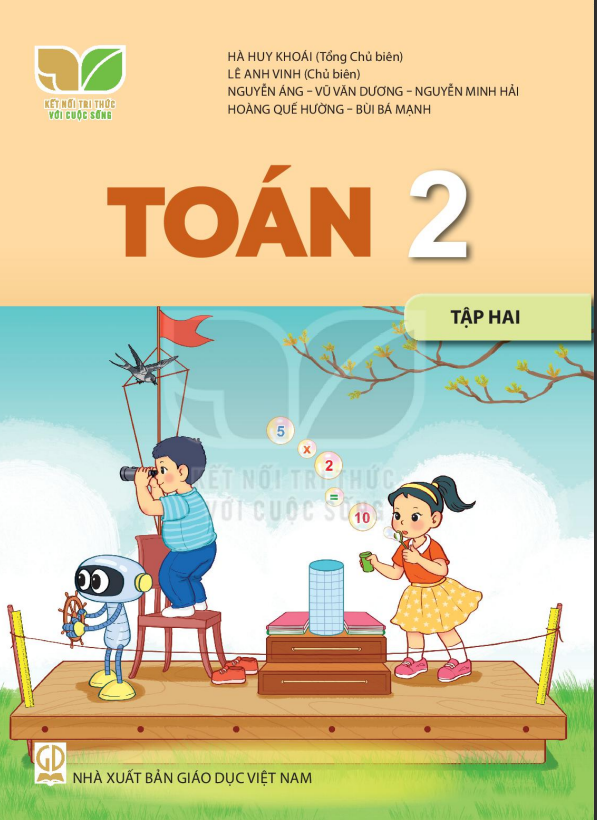 HÀ HUY KHOÁI (Tổng Chủ biên)
LÊ ANH VINH (Chủ biên)
NGUYỄN ÁNG – VŨ VĂN DƯƠNG – NGUYỄN MINH HẢI
HOÀNG QUẾ HƯỜNG – BÙI BÁ MẠNH
KẾT NỐI TRI THỨC
VỚI CUỘC SỐNG
TOÁN 2
TẬP HAI
5
x
2
=
10
KẾT NỐI TRI THỨC
VỚI CUỘC SỐNG
GD
NHÀ XUẤT BẢN GIÁO DỤC VIỆT NAM